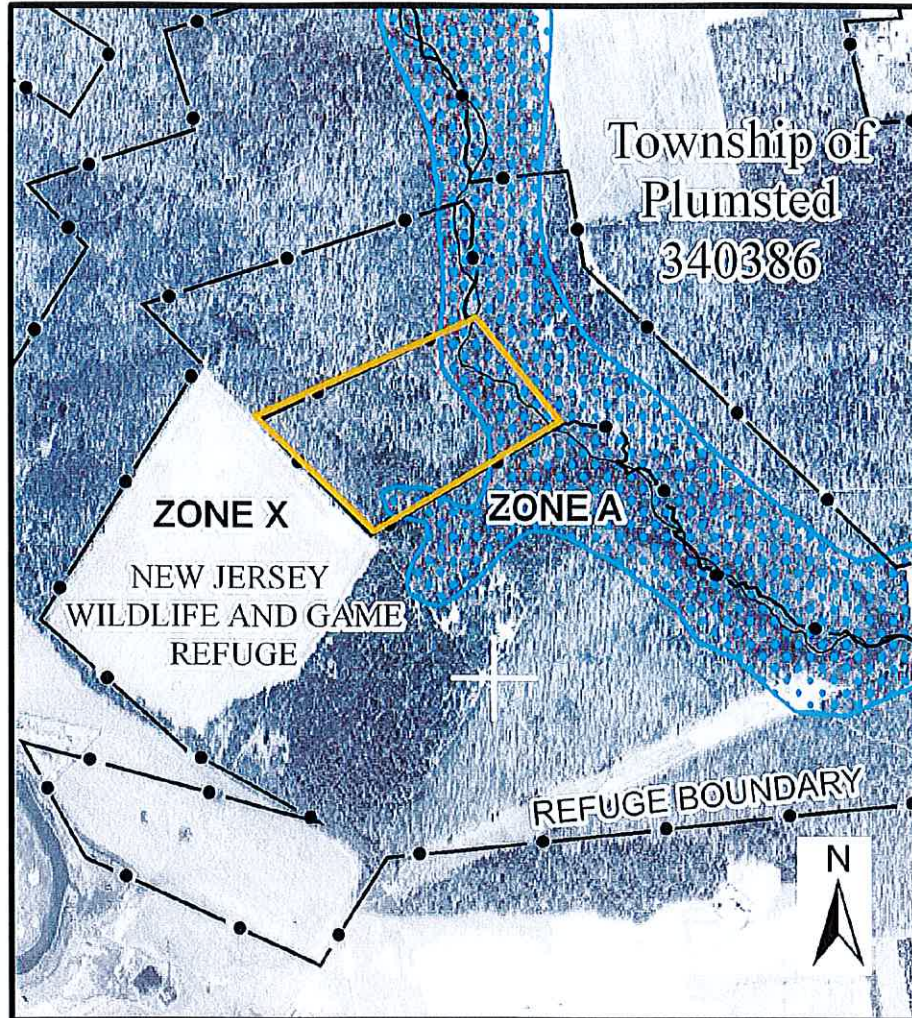 Township of
Plumsted
340386
ZONE X
ZONE A
NEW JERSEY
WILDLIFE AND GAME
REFUGE
REFUGE BOUNDARY
N